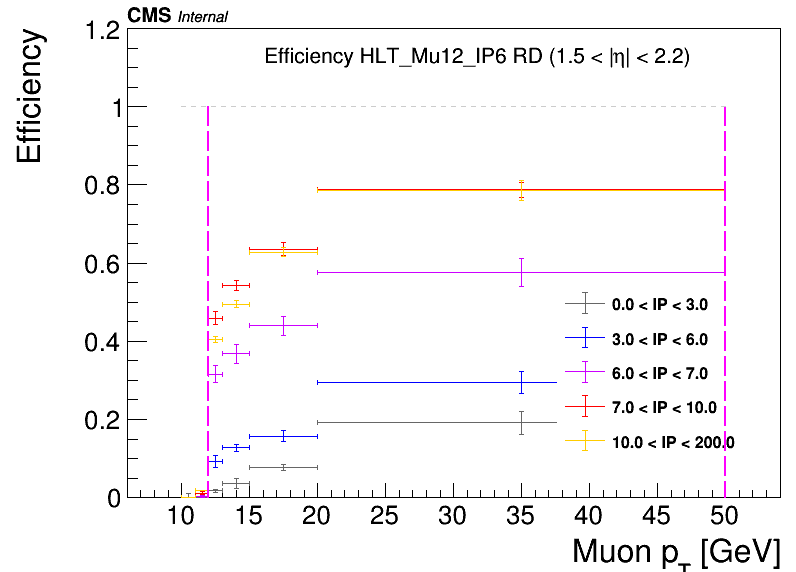 CMS Internal
Efficiency HLT_Mu12_IP6 RD (1.5 < |η| < 2.2)
Efficiency
1.2
1
0.8
0.6
0.4
0.2
0
0.0 < IP < 3.0
3.0 < IP < 6.0
6.0 < IP < 7.0
7.0 < IP < 10.0
10.0 < IP < 200.0
10 15 20 25 30 35 40 45 50
Muon p_T [GeV]